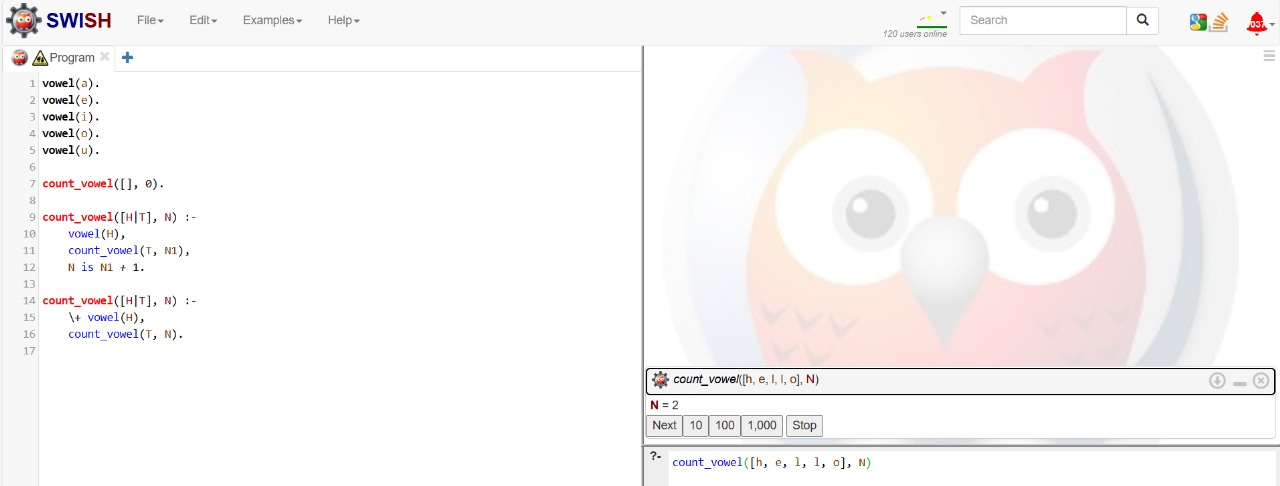 SWISH File Edit Examples Help 120 users online Search
Program
1 vowel(a).
2 vowel(e).
3 vowel(i).
4 vowel(o).
5 vowel(u).
6
7 count_vowel([], 0).
8
9 count_vowel([H|T], N) :-
10 vowel(H),
11 count_vowel(T, N1),
12 N is N1 + 1.
13
14 count_vowel([H|T], N) :-
15 \+ vowel(H),
16 count_vowel(T, N).
17
count_vowel([h, e, l, l, o], N)
N = 2
Next 10 100 1,000 Stop
?- count_vowel([h, e, l, l, o], N)